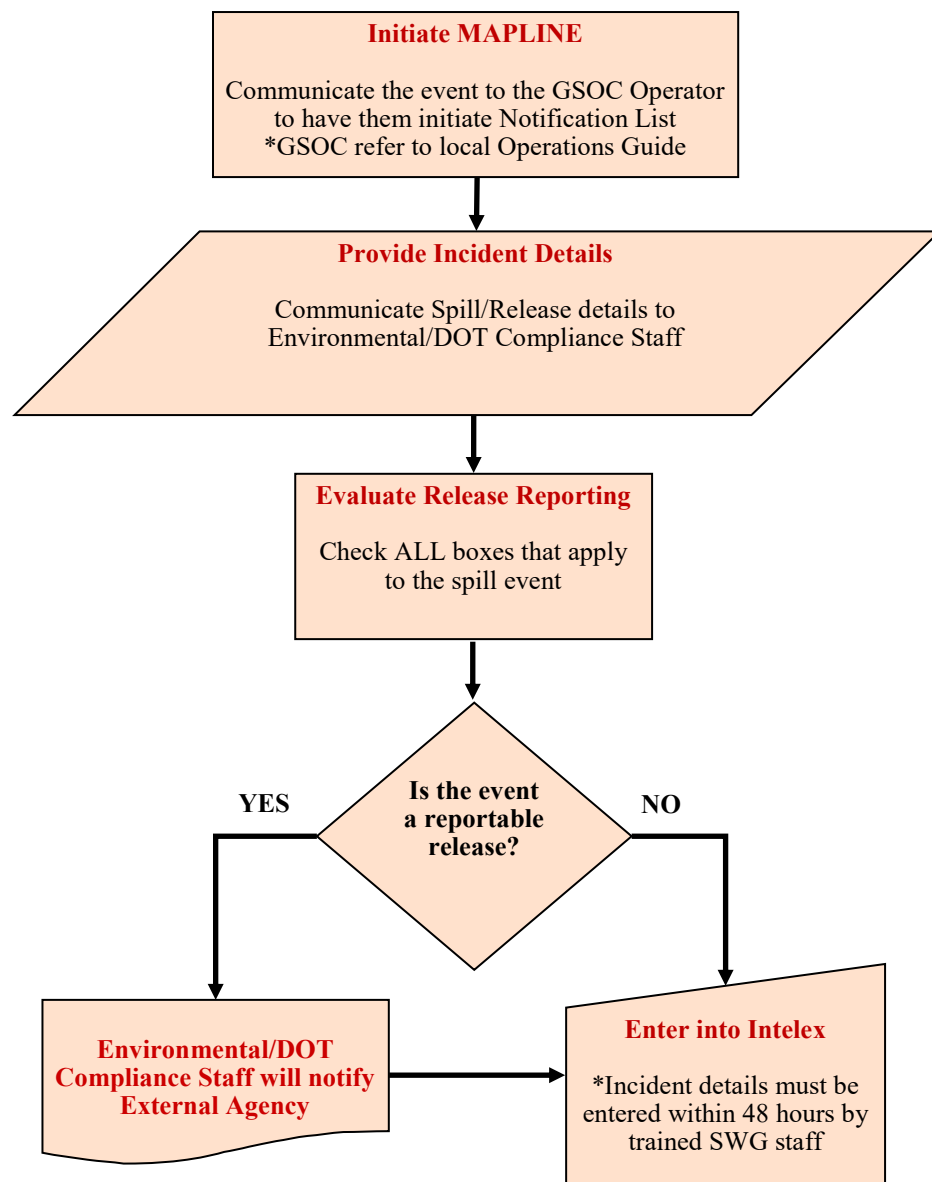 Initiate MAPLINE
Communicate the event to the GSOC Operator
to have them initiate Notification List
*GSOC refer to local Operations Guide
Provide Incident Details
Communicate Spill/Release details to
Environmental/DOT Compliance Staff
Evaluate Release Reporting
Check ALL boxes that apply
to the spill event
Is the event
a reportable
release?
YES
NO
Environmental/DOT
Compliance Staff will notify
External Agency
Enter into Intelex
*Incident details must be
entered within 48 hours by
trained SWG staff